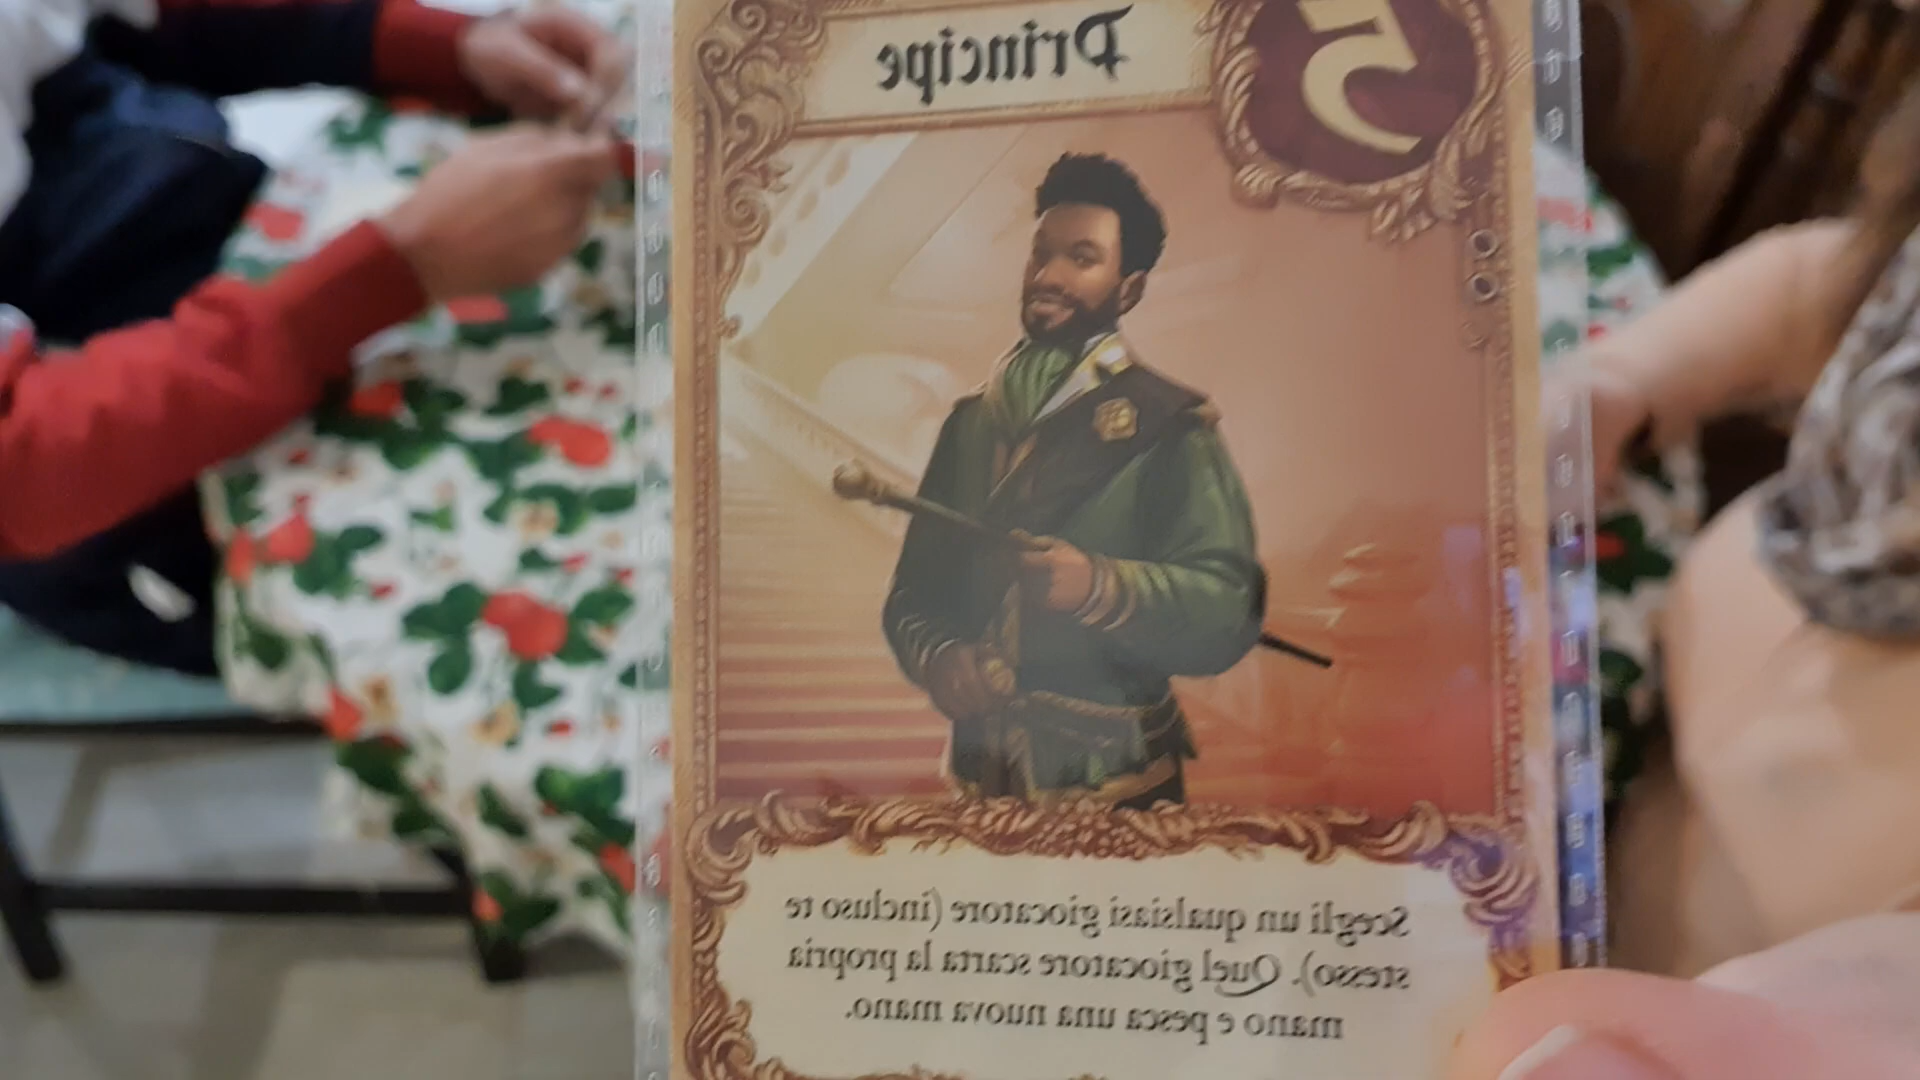 Principe
5
Scegli un qualsiasi giocatore (incluso te
stesso). Quel giocatore scarta la propria
mano e pesca una nuova mano.